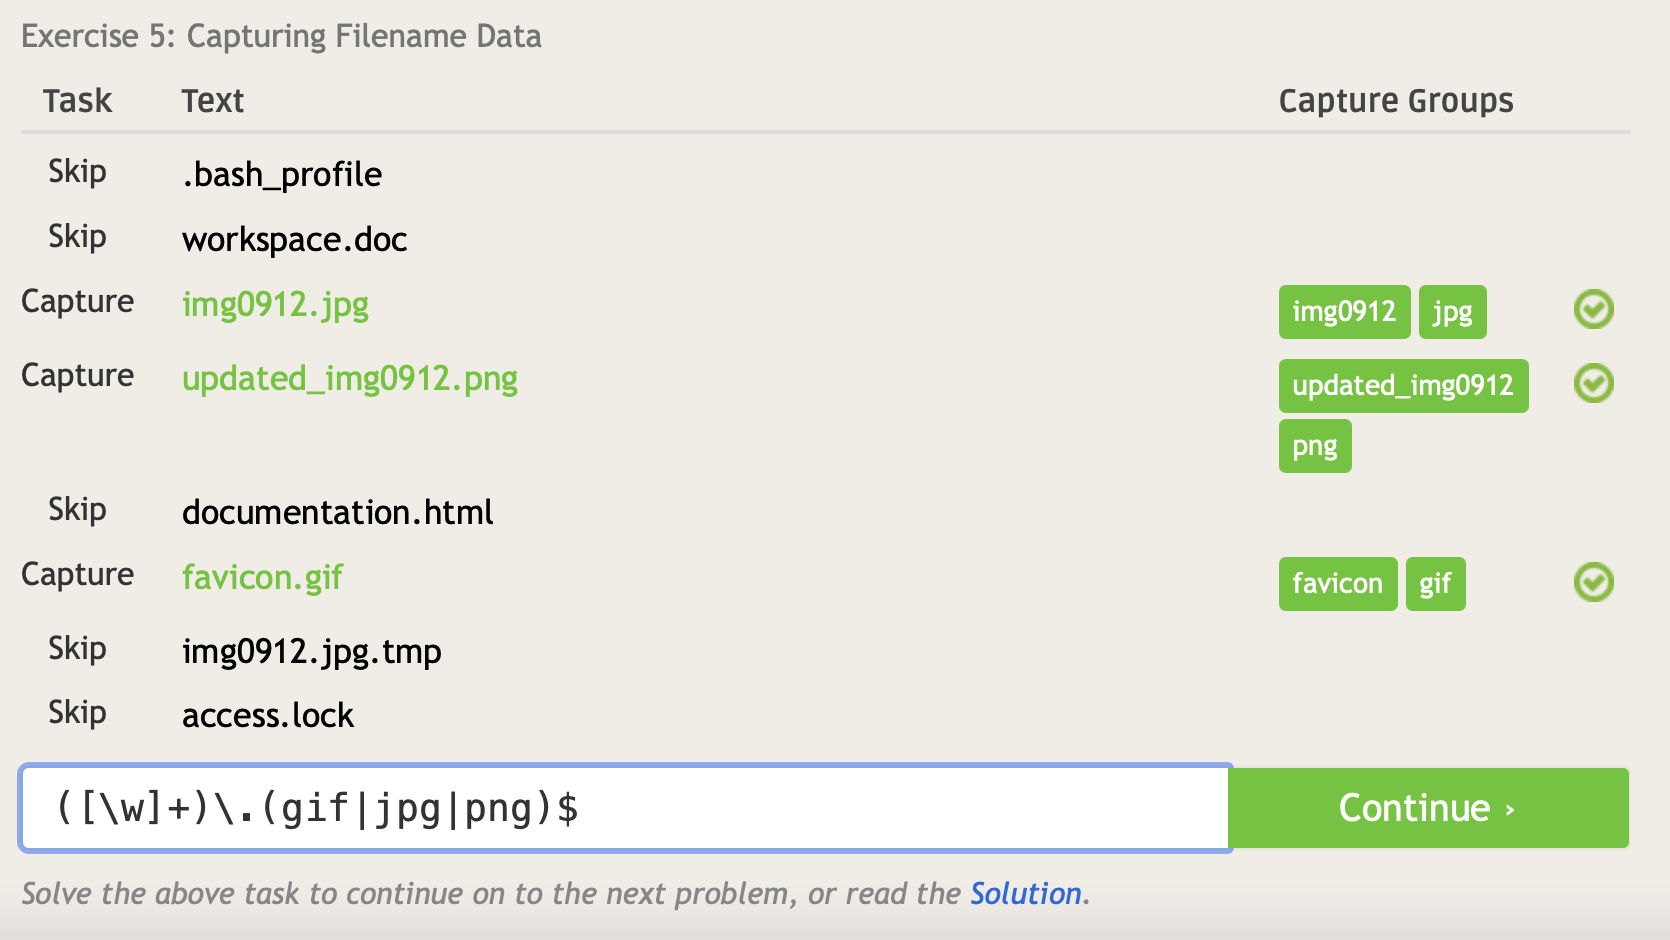 Exercise 5: Capturing Filename Data
Task Text Capture Groups
Skip .bash_profile
Skip workspace.doc
Capture img0912.jpg img0912 jpg
Capture updated_img0912.png updated_img0912
png
Skip documentation.html
Capture favicon.gif favicon gif
Skip img0912.jpg.tmp
Skip access.lock
([\w]+)\.(gif|jpg|png)$ Continue ›
Solve the above task to continue on to the next problem, or read the Solution.